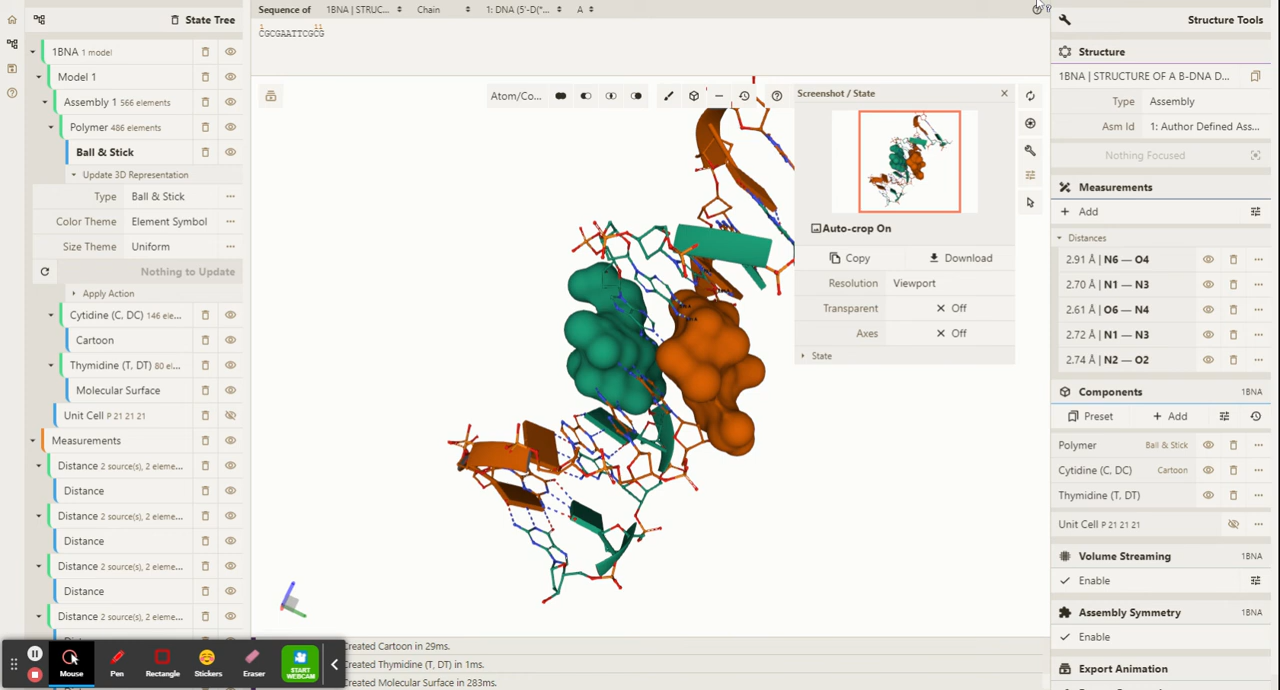 State Tree
1BNA 1 model
Model 1
Assembly 1 566 elements
Polymer 486 elements
Ball & Stick
Update 3D Representation
Type Ball & Stick
Color Theme Element Symbol
Size Theme Uniform
Nothing to Update
Apply Action
Cytidine (C, DC) 146 ele...
Cartoon
Thymidine (T, DT) 80 el...
Molecular Surface
Unit Cell P 21 21 21
Measurements
Distance 2 source(s), 2 eleme...
Distance
Distance 2 source(s), 2 eleme...
Distance
Distance 2 source(s), 2 eleme...
Distance
Distance 2 source(s), 2 eleme...
Mouse
Pen
Rectangle
Stickers
Eraser
START
WEBCAM
Sequence of 1BNA | STRUC... Chain 1: DNA (5'-D(*... A
1 11
CGCGAATTCGCG
Atom/Co...
Screenshot / State
Auto-crop On
Copy Download
Resolution Viewport
Transparent Off
Axes Off
State
Created Cartoon in 29ms.
Created Thymidine (T, DT) in 1ms.
Created Molecular Surface in 283ms.
Structure Tools
Structure
1BNA | STRUCTURE OF A B-DNA D...
Type Assembly
Asm Id 1: Author Defined Ass...
Nothing Focused
Measurements
Add
Distances
2.91 Å | N6 — O4
2.70 Å | N1 — N3
2.61 Å | O6 — N4
2.72 Å | N1 — N3
2.74 Å | N2 — O2
Components 1BNA
Preset Add
Polymer Ball & Stick
Cytidine (C, DC) Cartoon
Thymidine (T, DT)
Unit Cell P 21 21 21
Volume Streaming 1BNA
Enable
Assembly Symmetry 1BNA
Enable
Export Animation